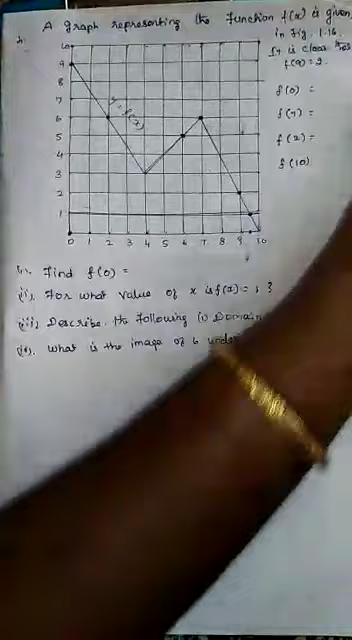 A graph representing the function f(x) is given
in Fig 1.16.
It is clear
f(9) = 2.
10
9
8
7
6
5
4
3
2
1
0 1 2 3 4 5 6 7 8 9 10
y = f(x)
f(0) =
f(7) =
f(2) =
f(10)
Find f(0) =
(ii). For what value of x is f(x) = 1 ?
(iii) Describe the following (i) Domain
(iv). What is the image of 6 under